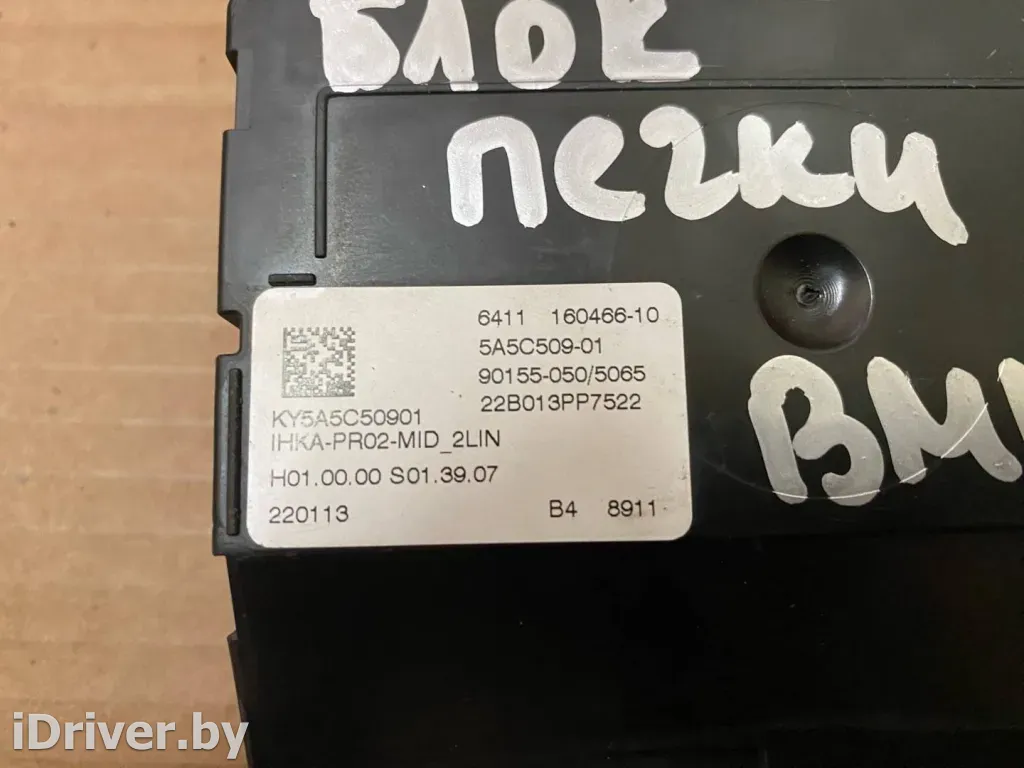 БЛОК
ПЕЧКИ
6411 160466-10
5A5C509-01
90155-050/5065
22B013PP7522
KY5A5C50901
IHKA-PR02-MID_2LIN
H01.00.00 S01.39.07
220113 B4 8911
iDriver.by